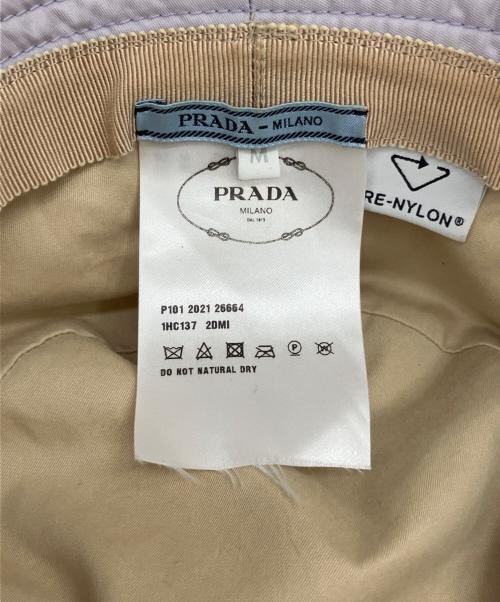 PRADA - MILANO
M
PRADA
MILANO
DAL 1913
RE-NYLON®
P101 2021 26664
1HC137 2DMI
P
W
DO NOT NATURAL DRY